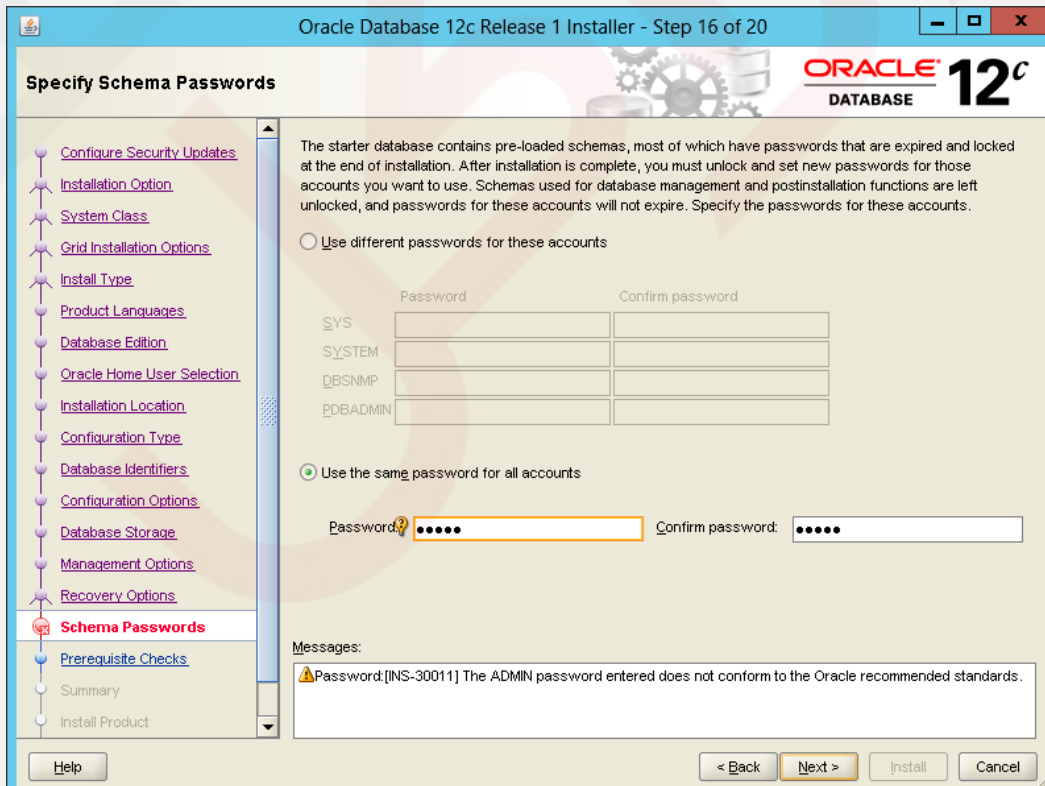 Oracle Database 12c Release 1 Installer - Step 16 of 20
Specify Schema Passwords
ORACLE
DATABASE
12c
Configure Security Updates
Installation Option
System Class
Grid Installation Options
Install Type
Product Languages
Database Edition
Oracle Home User Selection
Installation Location
Configuration Type
Database Identifiers
Configuration Options
Database Storage
Management Options
Recovery Options
Schema Passwords
Prerequisite Checks
Summary
Install Product
The starter database contains pre-loaded schemas, most of which have passwords that are expired and locked
at the end of installation. After installation is complete, you must unlock and set new passwords for those
accounts you want to use. Schemas used for database management and postinstallation functions are left
unlocked, and passwords for these accounts will not expire. Specify the passwords for these accounts.
Use different passwords for these accounts
Password Confirm password
SYS
SYSTEM
DBSNMP
PDBADMIN
Use the same password for all accounts
Password: ●●●●● Confirm password: ●●●●●
Messages:
Password:[INS-30011] The ADMIN password entered does not conform to the Oracle recommended standards.
Help < Back Next > Install Cancel